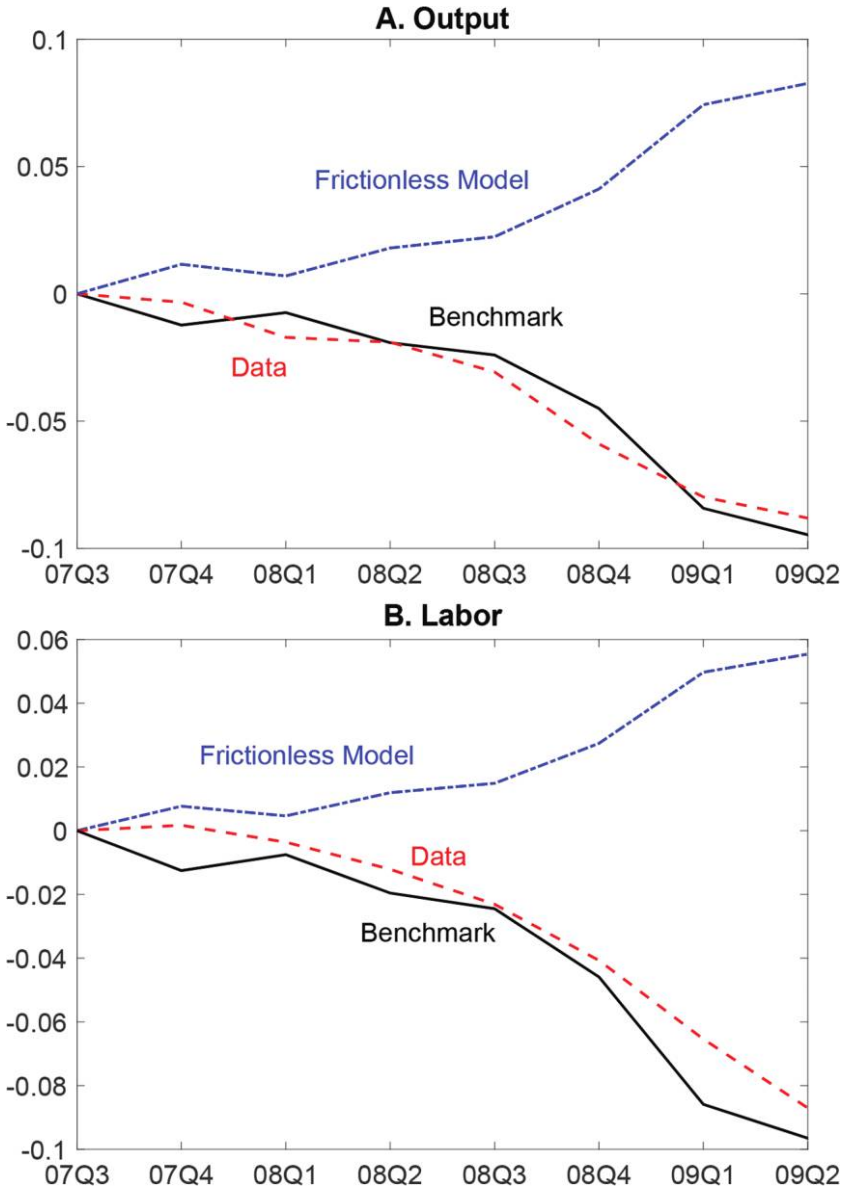 A. Output
0.1
0.05
0
-0.05
-0.1
Frictionless Model
Benchmark
Data
07Q3 07Q4 08Q1 08Q2 08Q3 08Q4 09Q1 09Q2
B. Labor
0.06
0.04
0.02
0
-0.02
-0.04
-0.06
-0.08
-0.1
Frictionless Model
Data
Benchmark
07Q3 07Q4 08Q1 08Q2 08Q3 08Q4 09Q1 09Q2